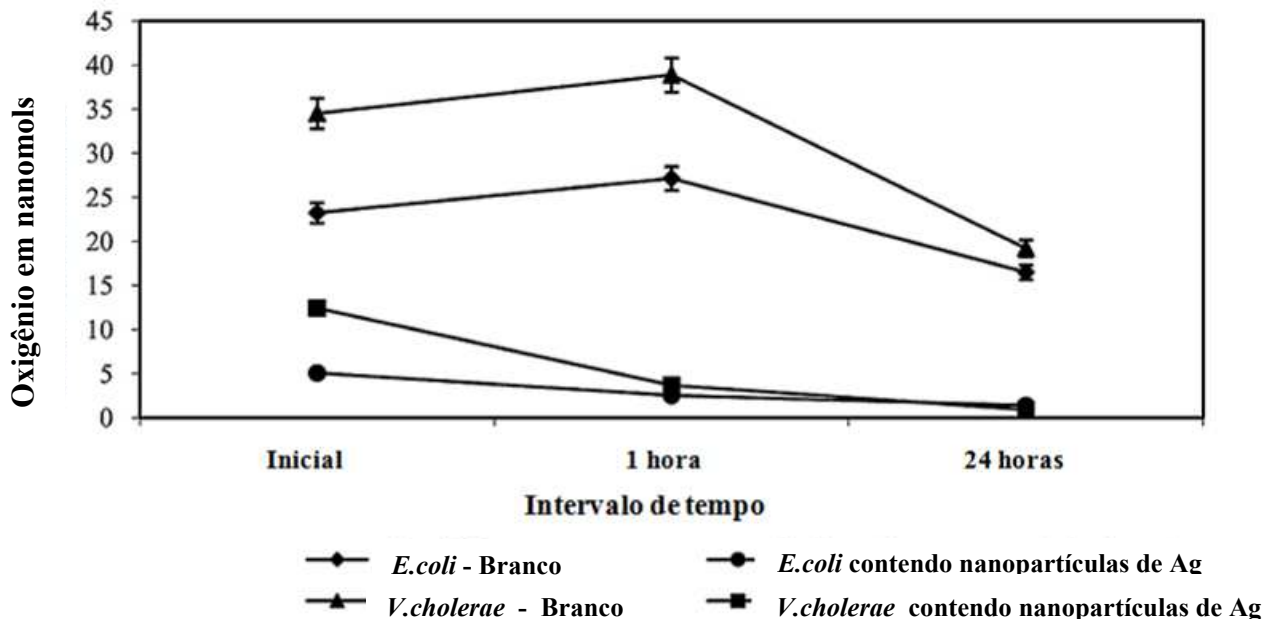 45
40
35
30
25
20
15
10
5
0
Oxigênio em nanomols
Inicial 1 hora 24 horas
Intervalo de tempo
E.coli - Branco E.coli contendo nanopartículas de Ag
V.cholerae - Branco V.cholerae contendo nanopartículas de Ag